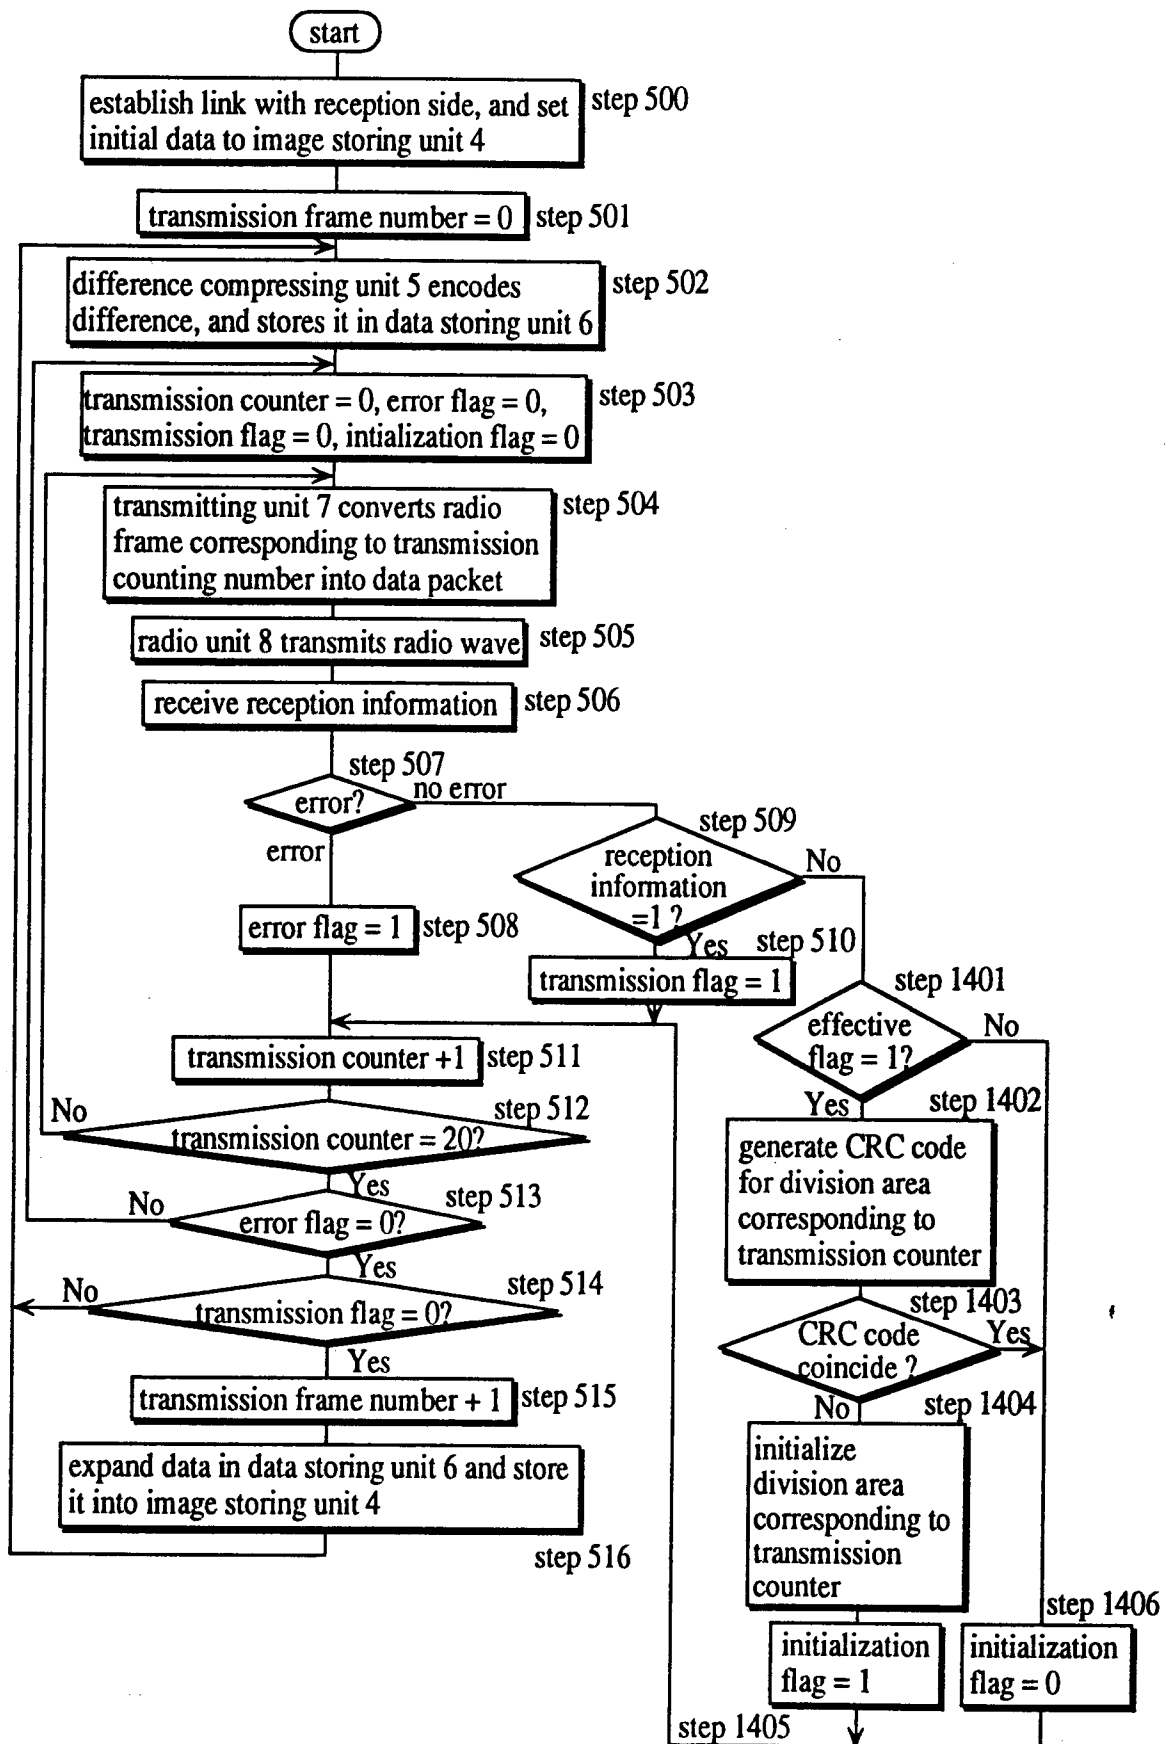 start
establish link with reception side, and set
initial data to image storing unit 4
step 500
transmission frame number = 0
step 501
difference compressing unit 5 encodes
difference, and stores it in data storing unit 6
step 502
transmission counter = 0, error flag = 0,
transmission flag = 0, intialization flag = 0
step 503
transmitting unit 7 converts radio
frame corresponding to transmission
counting number into data packet
step 504
radio unit 8 transmits radio wave
step 505
receive reception information
step 506
step 507
error?
no error
error
step 509
reception
information
=1 ?
No
Yes
error flag = 1
step 508
step 510
transmission flag = 1
step 1401
effective
flag = 1?
No
Yes
transmission counter +1
step 511
No
step 512
transmission counter = 20?
Yes
step 1402
generate CRC code
for division area
corresponding to
transmission counter
No
step 513
error flag = 0?
Yes
No
step 514
transmission flag = 0?
Yes
step 1403
CRC code
coincide ?
Yes
No
transmission frame number + 1
step 515
step 1404
initialize
division area
corresponding to
transmission
counter
expand data in data storing unit 6 and store
it into image storing unit 4
step 516
step 1406
initialization
flag = 1
initialization
flag = 0
step 1405